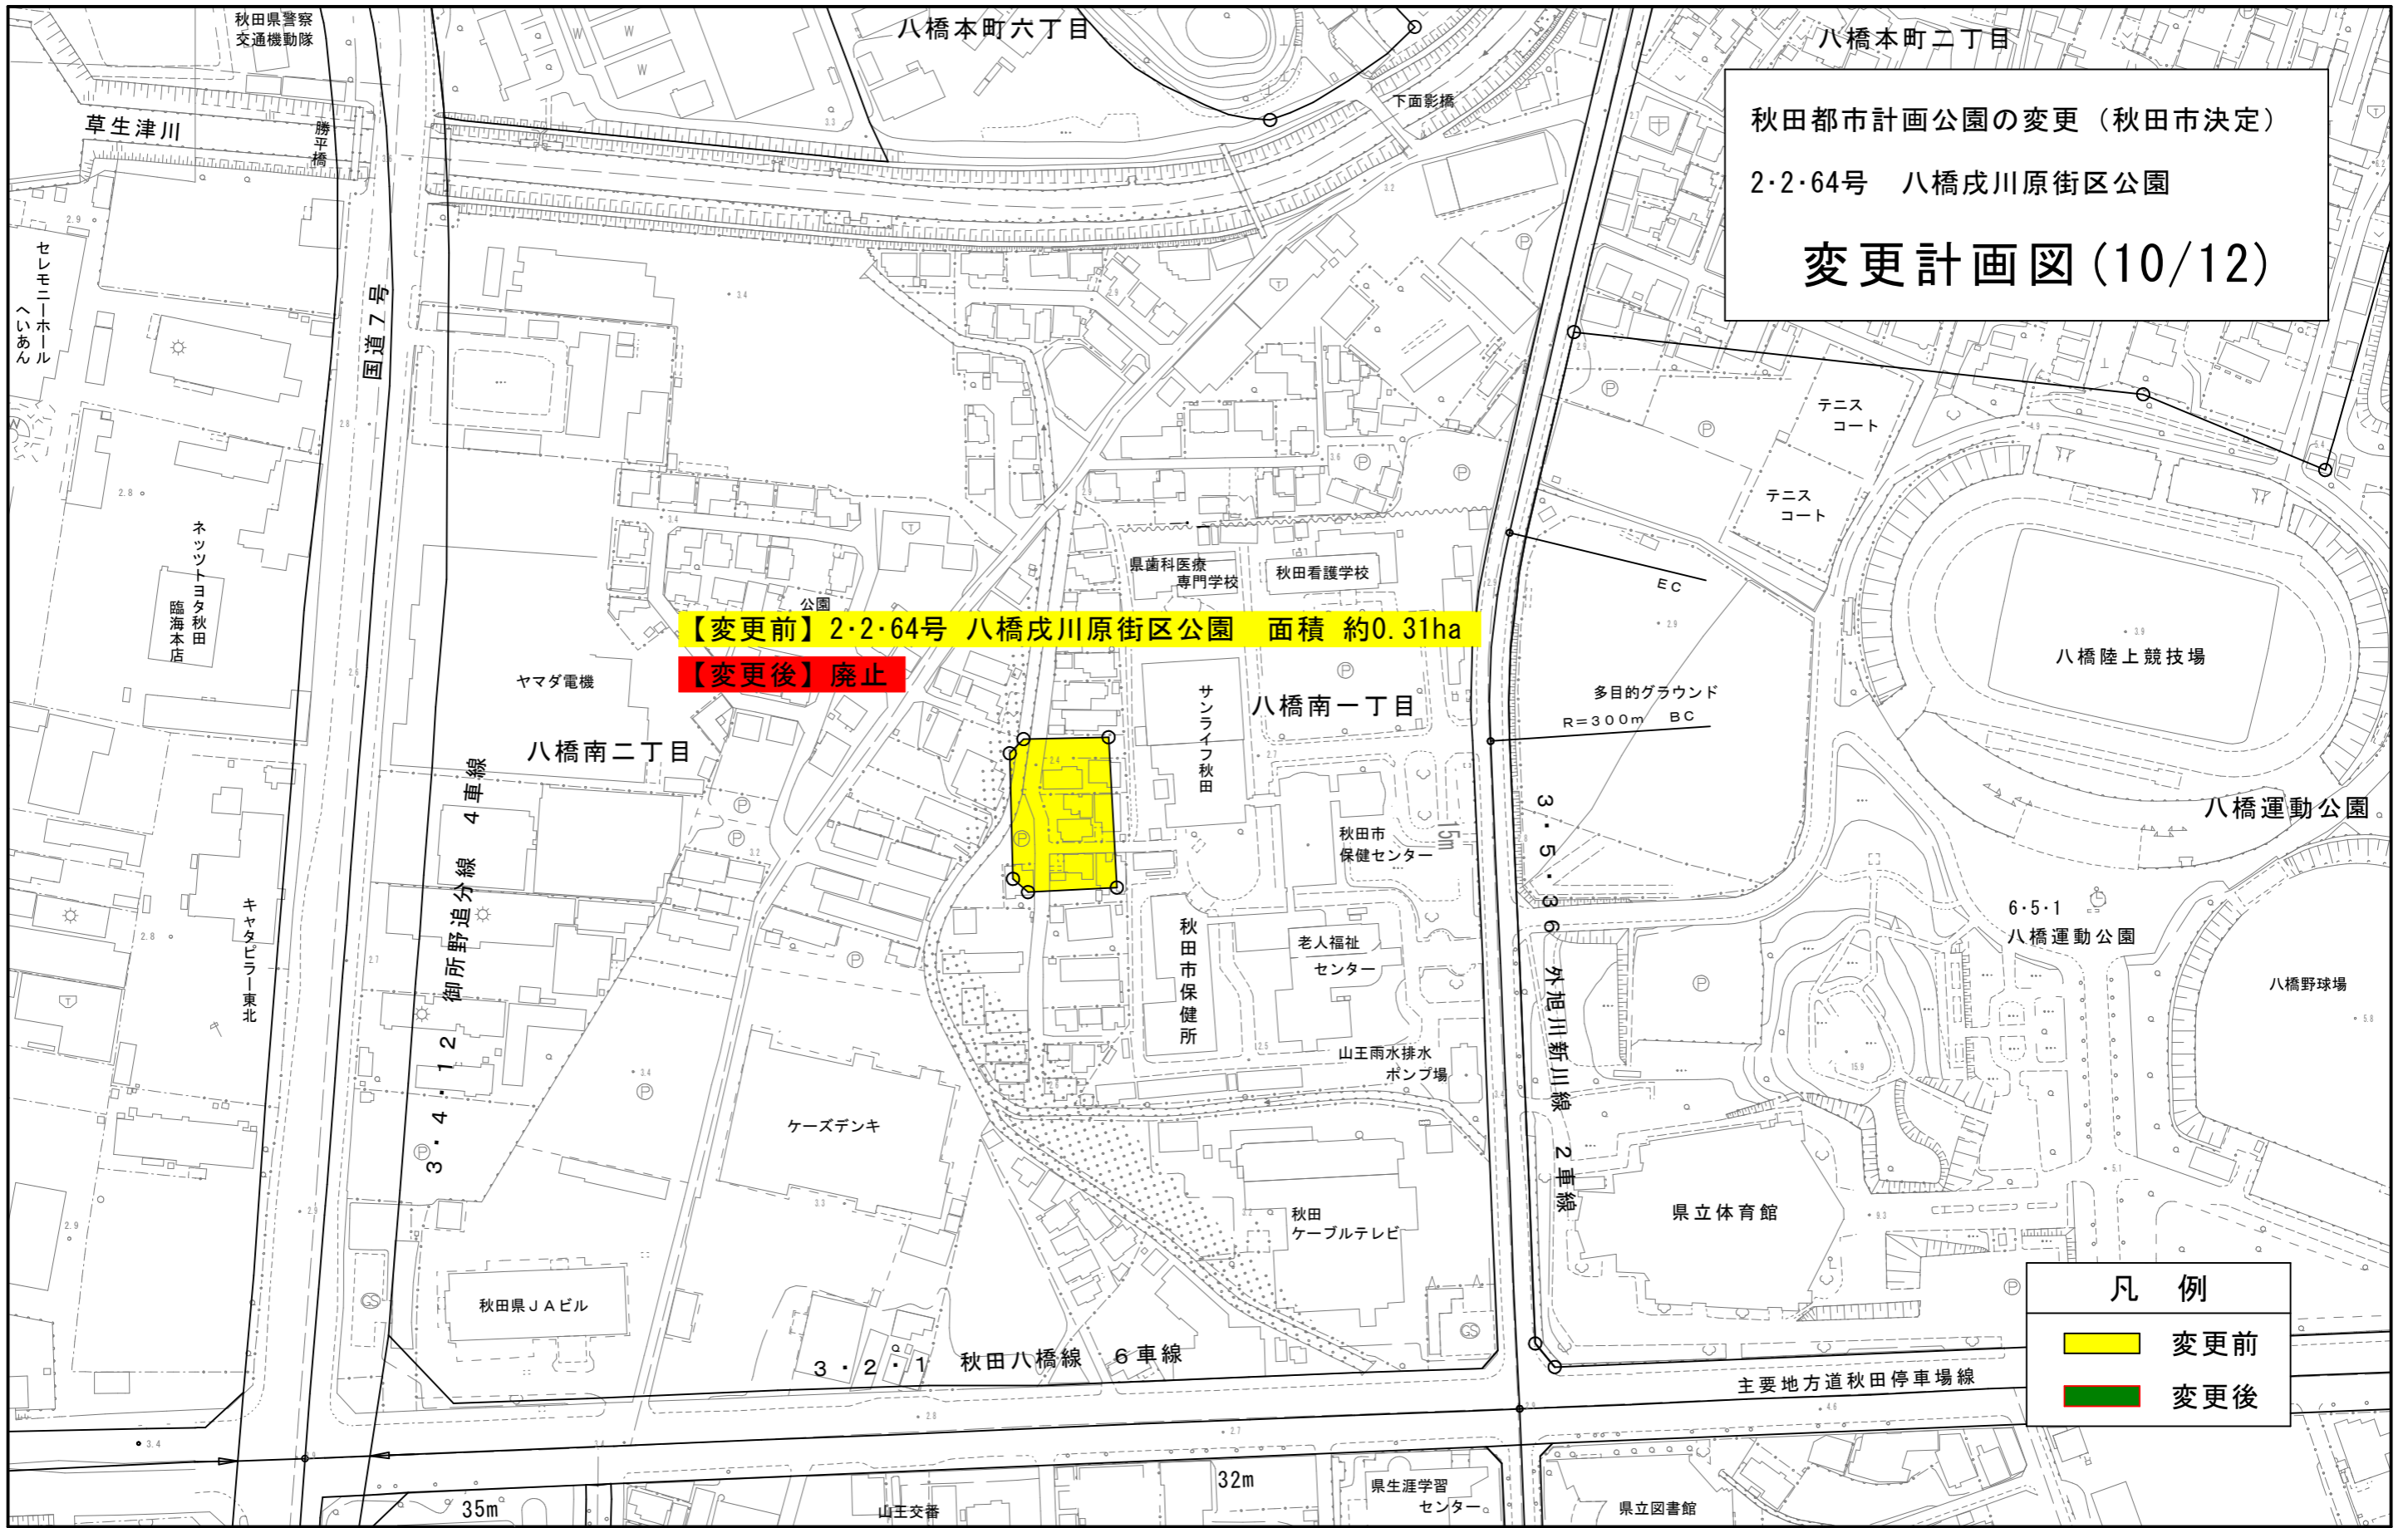 秋田都市計画公園の変更（秋田市決定）
2・2・64号　八橋戌川原街区公園
変更計画図(10/12)
秋田県警察
交通機動隊
八橋本町六丁目
八橋本町二丁目
草生津川
勝平橋
下面影橋
セレモニーホール
へいあん
国道7号
テニス
コート
テニス
コート
ネッツトヨタ秋田
臨海本店
県歯科医療
専門学校
秋田看護学校
EC
公園
【変更前】2・2・64号 八橋戌川原街区公園　面積 約0.31ha
【変更後】廃止
ヤマダ電機
八橋陸上競技場
サンライフ秋田
八橋南一丁目
多目的グラウンド
R=300m　BC
八橋南二丁目
3・4・12　御所野追分線　4車線
秋田市
保健センター
15m
3・5・36　外旭川新川線　2車線
八橋運動公園
6・5・1
八橋運動公園
キャタピラー東北
秋田市保健所
老人福祉
センター
八橋野球場
山王雨水排水
ポンプ場
ケーズデンキ
秋田
ケーブルテレビ
県立体育館
秋田県JAビル
3・2・1　秋田八橋線　6車線
主要地方道秋田停車場線
凡　例
変更前
変更後
35m
32m
山王交番
県生涯学習
センター
県立図書館